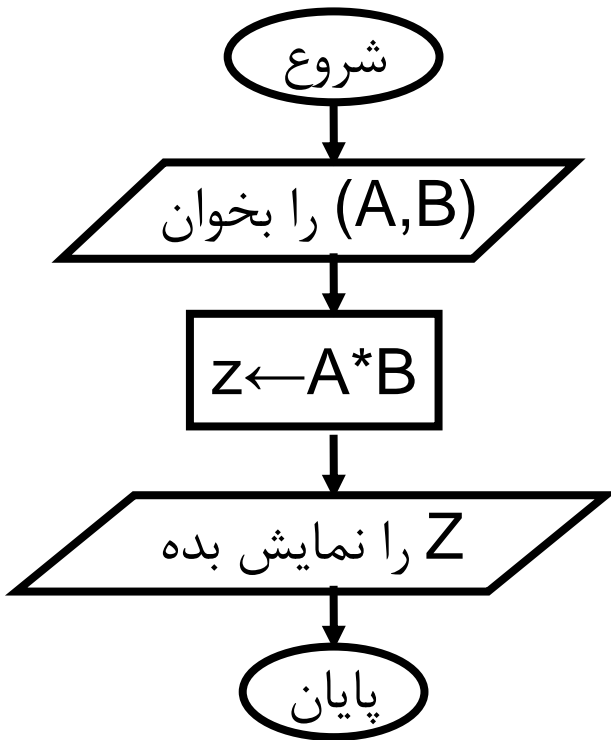 شروع
(A,B) را بخوان
z←A*B
Z را نمایش بده
پایان